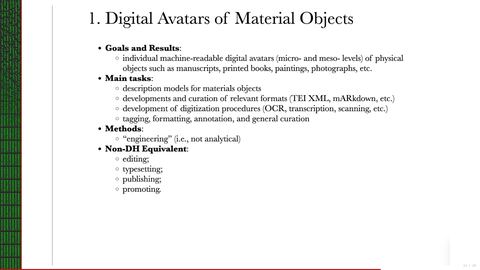 1. Digital Avatars of Material Objects
• Goals and Results:
○ individual machine-readable digital avatars (micro- and meso- levels) of physical
objects such as manuscripts, printed books, paintings, photographs, etc.
• Main tasks:
○ description models for materials objects
○ developments and curation of relevant formats (TEI XML, mARkdown, etc.)
○ development of digitization procedures (OCR, transcription, scanning, etc.)
○ tagging, formatting, annotation, and general curation
• Methods:
○ “engineering” (i.e., not analytical)
• Non-DH Equivalent:
○ editing;
○ typesetting;
○ publishing;
○ promoting.